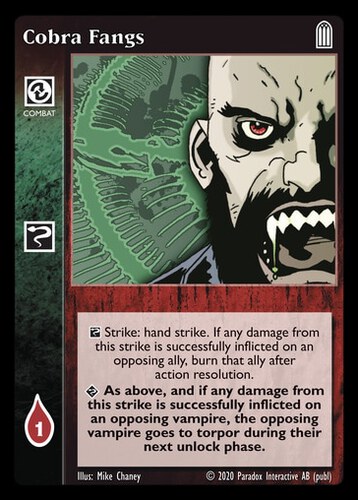 Cobra Fangs
COMBAT
Strike: hand strike. If any damage from
this strike is successfully inflicted on an
opposing ally, burn that ally after
action resolution.
As above, and if any damage from
this strike is successfully inflicted on
an opposing vampire, the opposing
vampire goes to torpor during their
next unlock phase.
1
Illus: Mike Chaney © 2020 Paradox Interactive AB (publ)